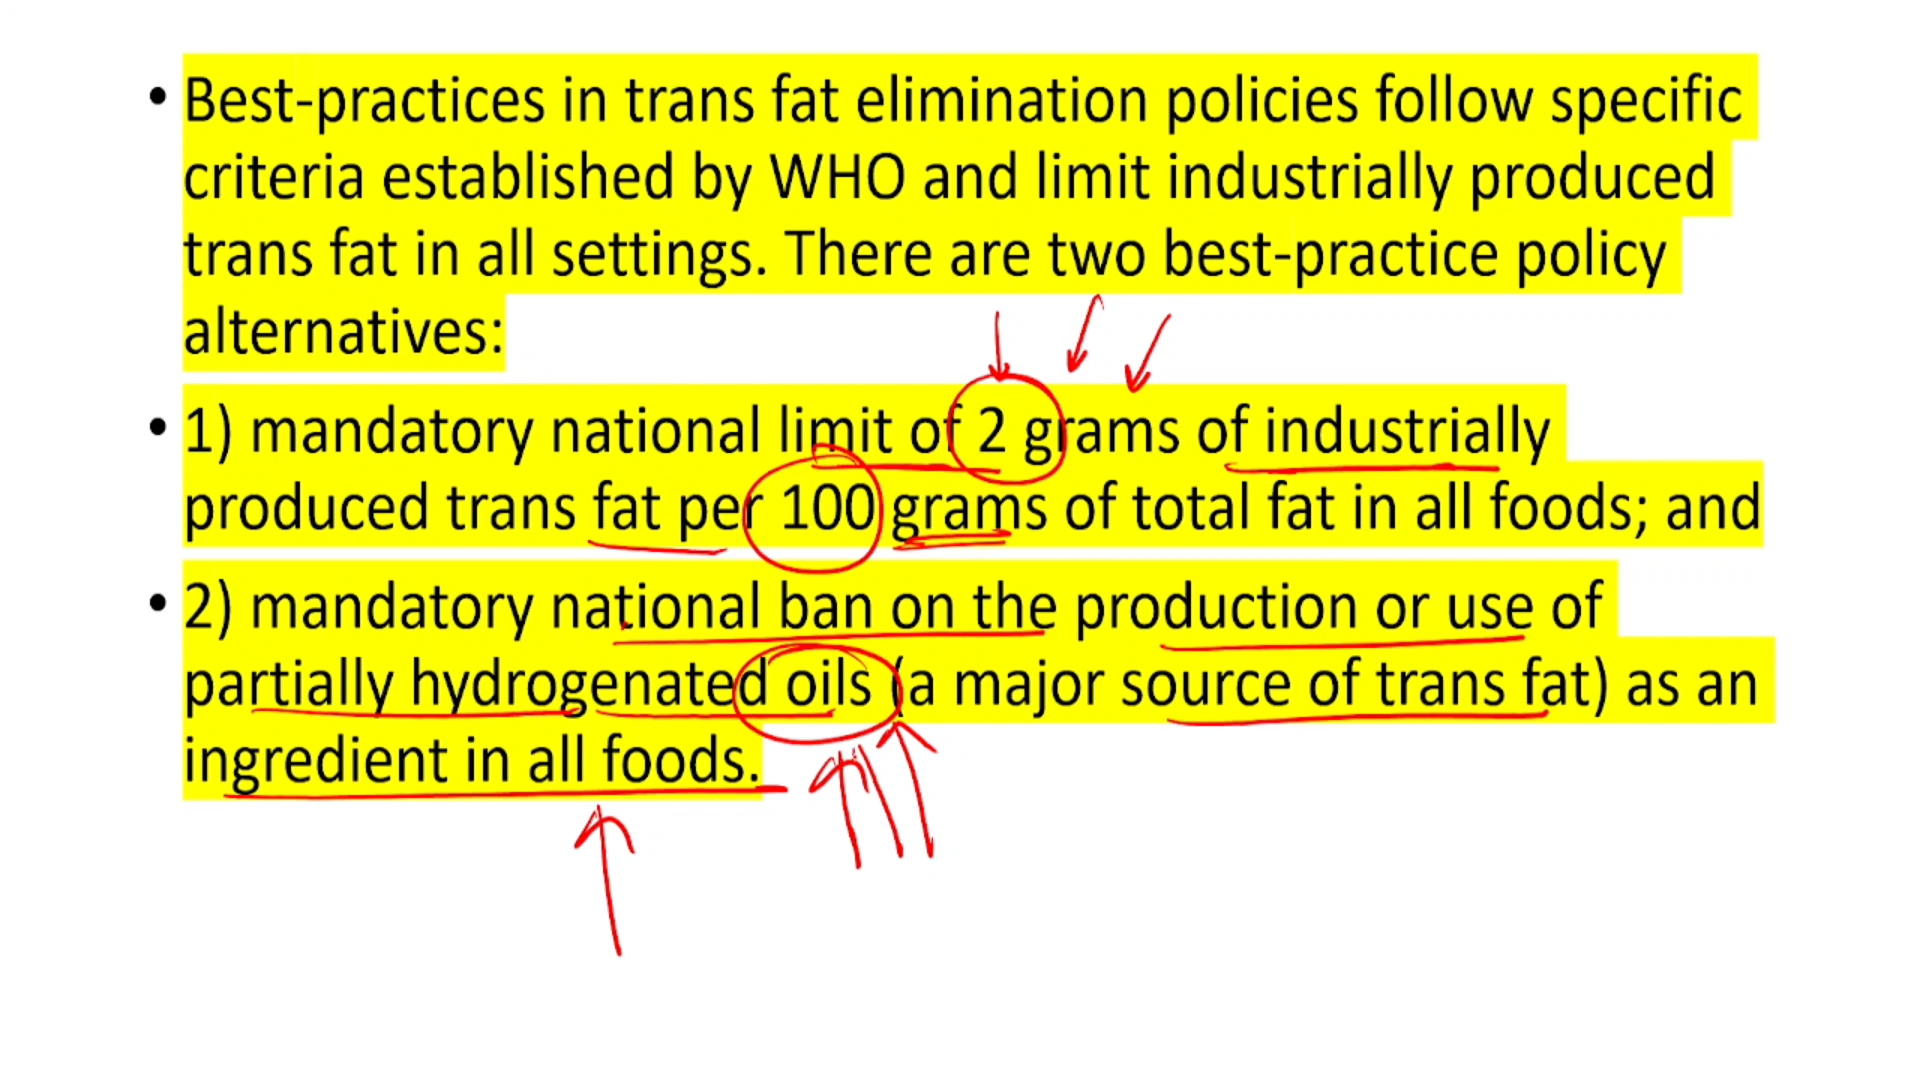 • Best-practices in trans fat elimination policies follow specific
criteria established by WHO and limit industrially produced
trans fat in all settings. There are two best-practice policy
alternatives:
• 1) mandatory national limit of 2 grams of industrially
produced trans fat per 100 grams of total fat in all foods; and
• 2) mandatory national ban on the production or use of
partially hydrogenated oils (a major source of trans fat) as an
ingredient in all foods.